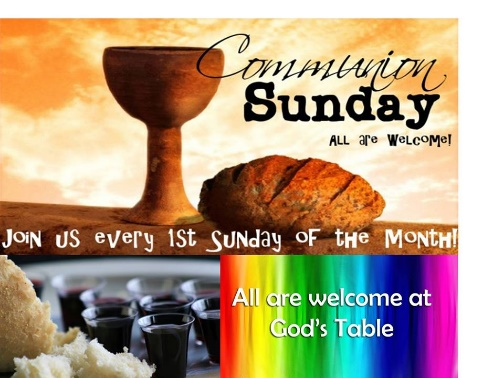 Communion
Sunday
All are Welcome!
Join us every 1st Sunday of the Month!
All are welcome at
God's Table